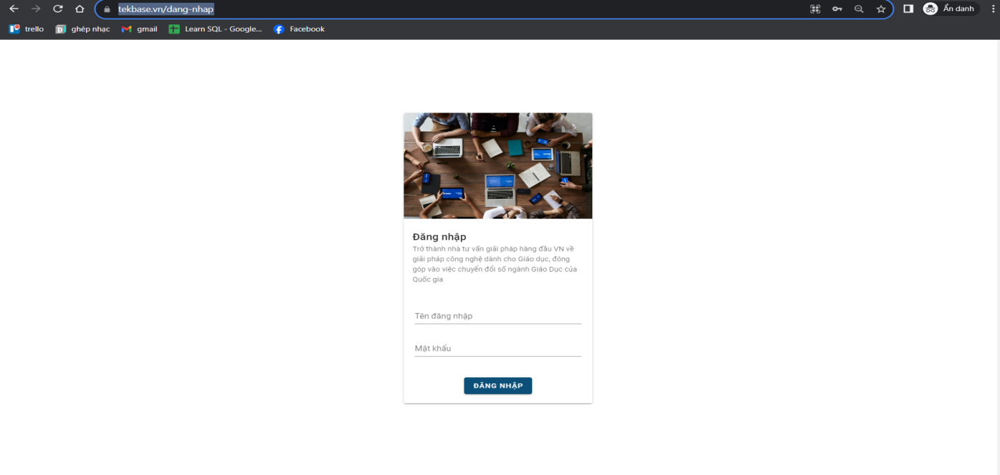 tekbase.vn/dang-nhap
Ẩn danh
trello
ghép nhạc
gmail
Learn SQL - Google...
Facebook
Đăng nhập
Trở thành nhà tư vấn giải pháp hàng đầu VN về
giải pháp công nghệ dành cho Giáo dục, đóng
góp vào việc chuyển đổi số ngành Giáo Dục của
Quốc gia
Tên đăng nhập
Mật khẩu
ĐĂNG NHẬP